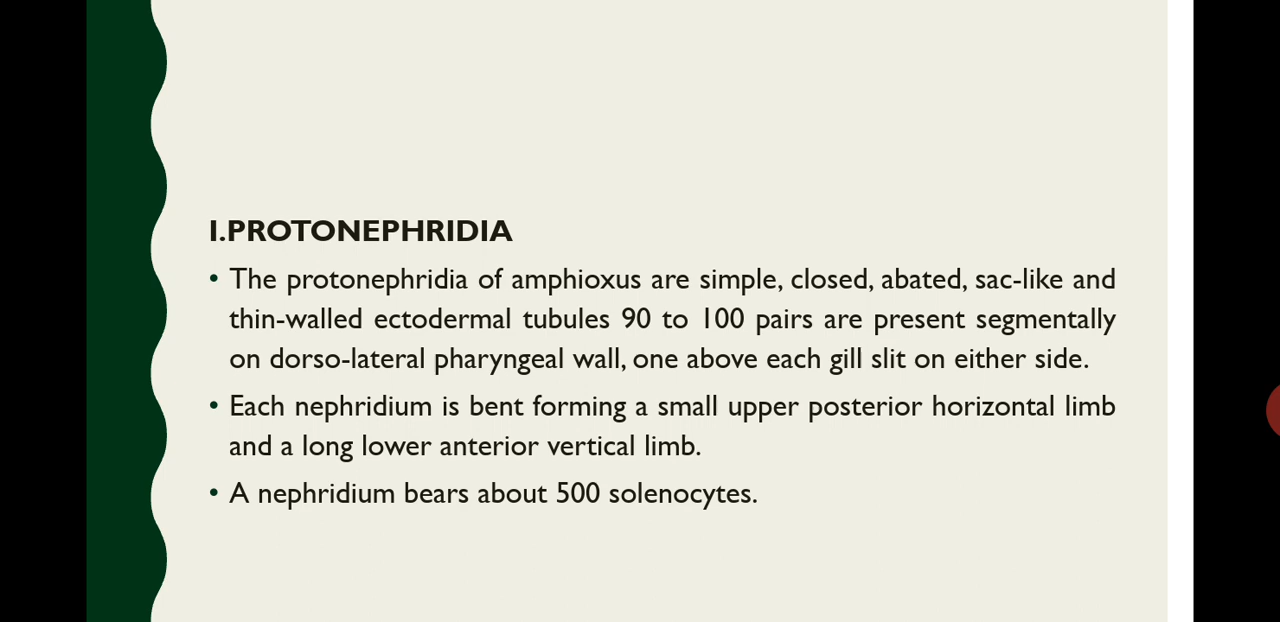 I.PROTONEPHRIDIA
• The protonephridia of amphioxus are simple, closed, abated, sac-like and
thin-walled ectodermal tubules 90 to 100 pairs are present segmentally
on dorso-lateral pharyngeal wall, one above each gill slit on either side.
• Each nephridium is bent forming a small upper posterior horizontal limb
and a long lower anterior vertical limb.
• A nephridium bears about 500 solenocytes.